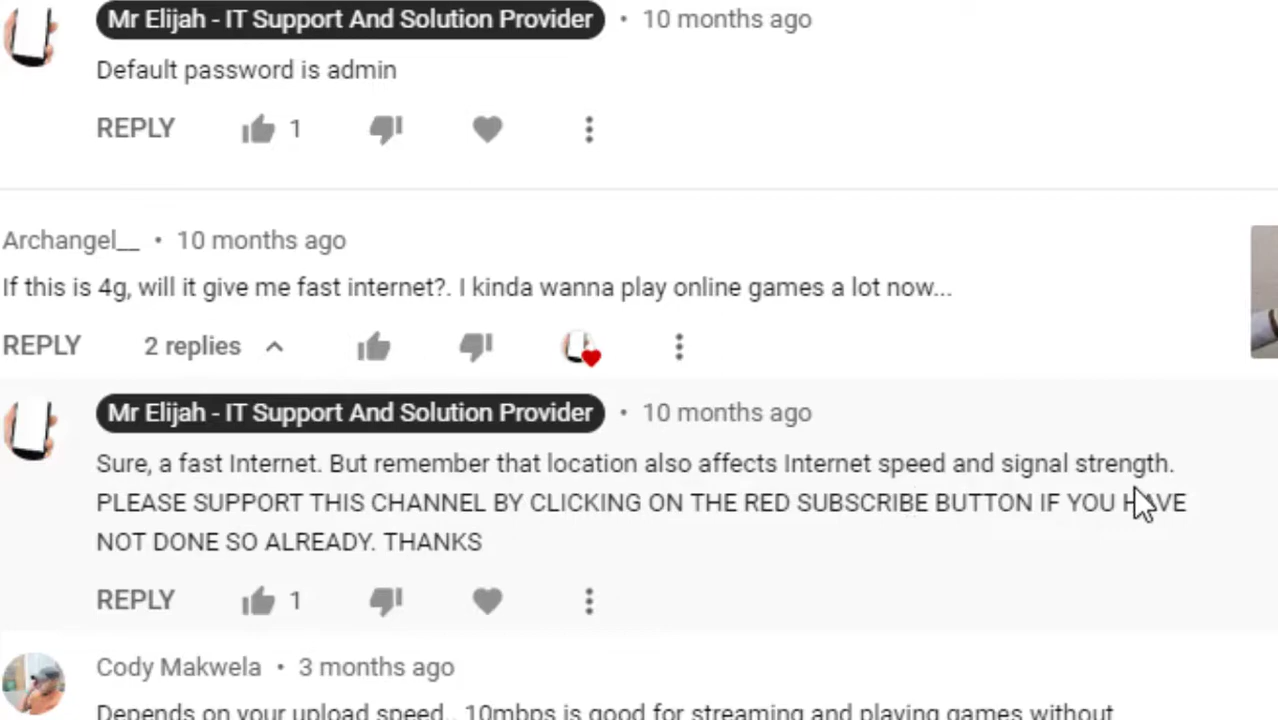 Mr Elijah - IT Support And Solution Provider • 10 months ago
Default password is admin
REPLY 1
Archangel__ • 10 months ago
If this is 4g, will it give me fast internet?. I kinda wanna play online games a lot now...
REPLY 2 replies
Mr Elijah - IT Support And Solution Provider • 10 months ago
Sure, a fast Internet. But remember that location also affects Internet speed and signal strength.
PLEASE SUPPORT THIS CHANNEL BY CLICKING ON THE RED SUBSCRIBE BUTTON IF YOU HAVE
NOT DONE SO ALREADY. THANKS
REPLY 1
Cody Makwela • 3 months ago
Depends on your upload speed.. 10mbps is good for streaming and playing games without